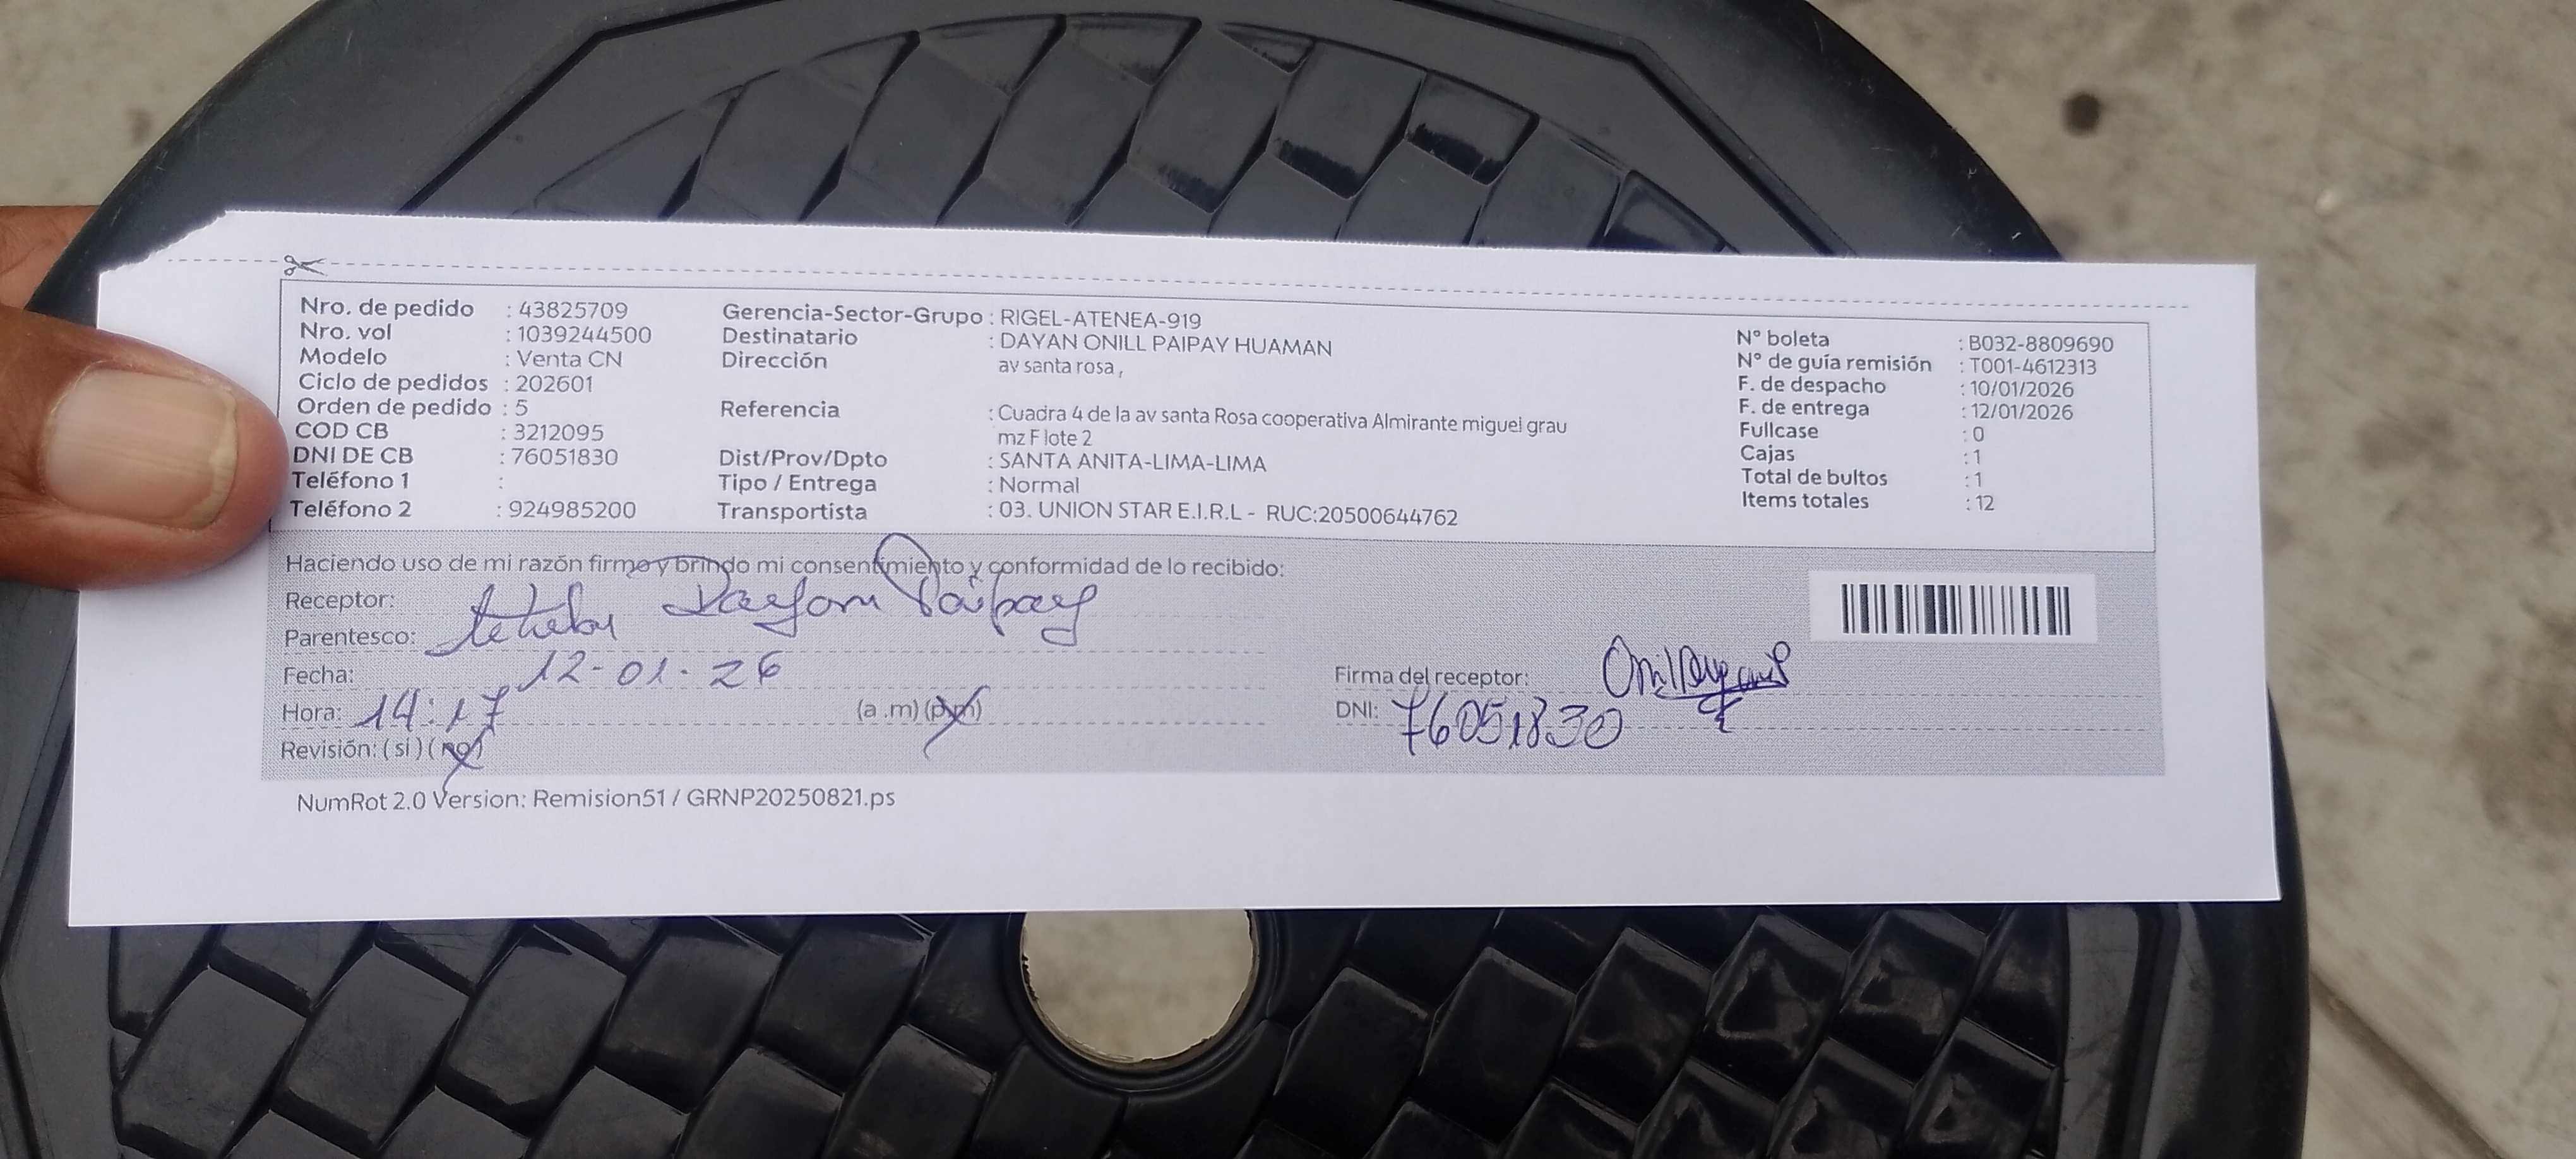 Nro. de pedido : 43825709
Nro. vol : 1039244500
Modelo : Venta CN
Ciclo de pedidos : 202601
Orden de pedido : 5
COD CB : 3212095
DNI DE CB : 76051830
Teléfono 1 :
Teléfono 2 : 924985200
Gerencia-Sector-Grupo : RIGEL-ATENEA-919
Destinatario : DAYAN ONILL PAIPAY HUAMAN
Dirección av santa rosa ,
Referencia : Cuadra 4 de la av santa Rosa cooperativa Almirante miguel grau
mz F lote 2
Dist/Prov/Dpto : SANTA ANITA-LIMA-LIMA
Tipo / Entrega : Normal
Transportista : 03. UNION STAR E.I.R.L - RUC:20500644762
N° boleta : B032-8809690
N° de guía remisión : T001-4612313
F. de despacho : 10/01/2026
F. de entrega : 12/01/2026
Fullcase : 0
Cajas : 1
Total de bultos : 1
Items totales : 12
Haciendo uso de mi razón firmo y brindo mi consentimiento y conformidad de lo recibido:
Receptor: Dayan Paipay
Parentesco:
Fecha: 12-01-26
Hora: 14:17 (a .m) (p.m)
Revisión: (si) (no)
Firma del receptor:
DNI: 76051830
NumRot 2.0 Version: Remision51 / GRNP20250821.ps